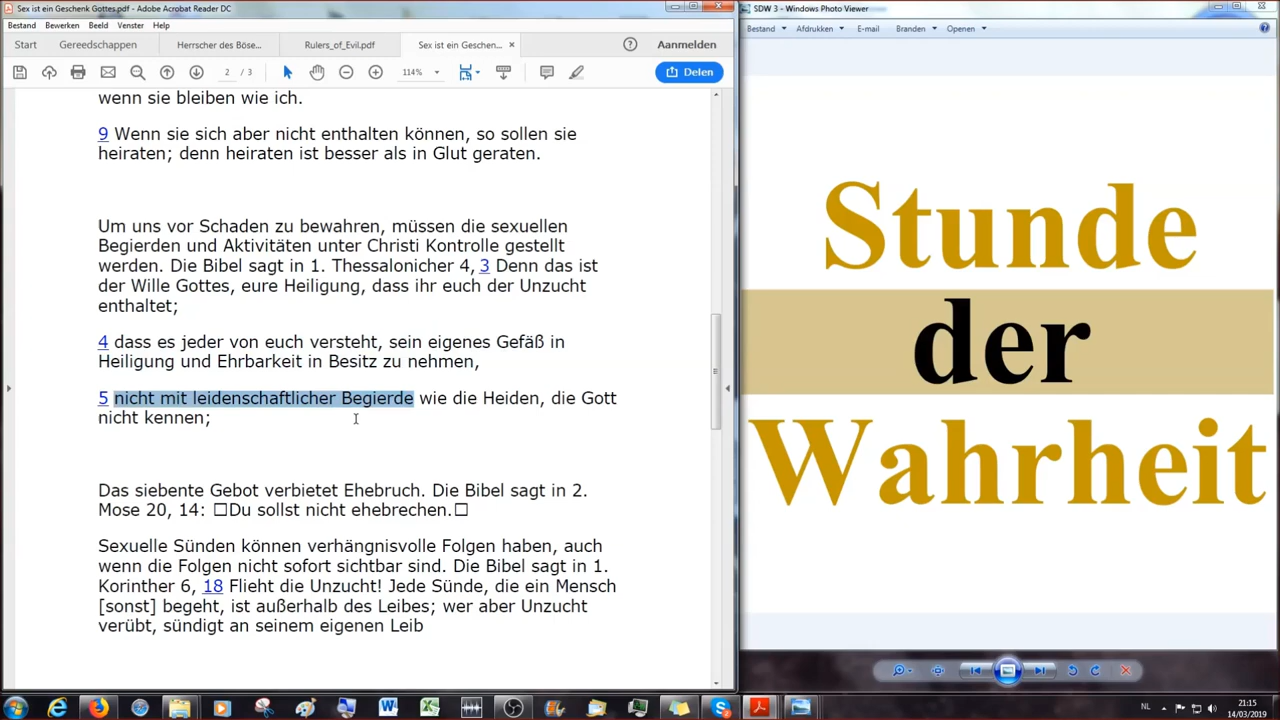 Sex ist ein Geschenk Gottes.pdf - Adobe Acrobat Reader DC
Bestand Bewerken Beeld Venster Help
Start Gereedschappen Herrscher des Böse... Rulers_of_Evil.pdf Sex ist ein Geschen... × ? Anmelden
2 / 3 114% Delen
wenn sie bleiben wie ich.
9 Wenn sie sich aber nicht enthalten können, so sollen sie
heiraten; denn heiraten ist besser als in Glut geraten.
Um uns vor Schaden zu bewahren, müssen die sexuellen
Begierden und Aktivitäten unter Christi Kontrolle gestellt
werden. Die Bibel sagt in 1. Thessalonicher 4, 3 Denn das ist
der Wille Gottes, eure Heiligung, dass ihr euch der Unzucht
enthaltet;
4 dass es jeder von euch versteht, sein eigenes Gefäß in
Heiligung und Ehrbarkeit in Besitz zu nehmen,
5 nicht mit leidenschaftlicher Begierde wie die Heiden, die Gott
nicht kennen;
Das siebente Gebot verbietet Ehebruch. Die Bibel sagt in 2.
Mose 20, 14: □Du sollst nicht ehebrechen.□
Sexuelle Sünden können verhängnisvolle Folgen haben, auch
wenn die Folgen nicht sofort sichtbar sind. Die Bibel sagt in 1.
Korinther 6, 18 Flieht die Unzucht! Jede Sünde, die ein Mensch
[sonst] begeht, ist außerhalb des Leibes; wer aber Unzucht
verübt, sündigt an seinem eigenen Leib
SDW 3 - Windows Photo Viewer
Bestand Afdrukken E-mail Branden Openen
Stunde
der
Wahrheit
NL 21:15
14/03/2019